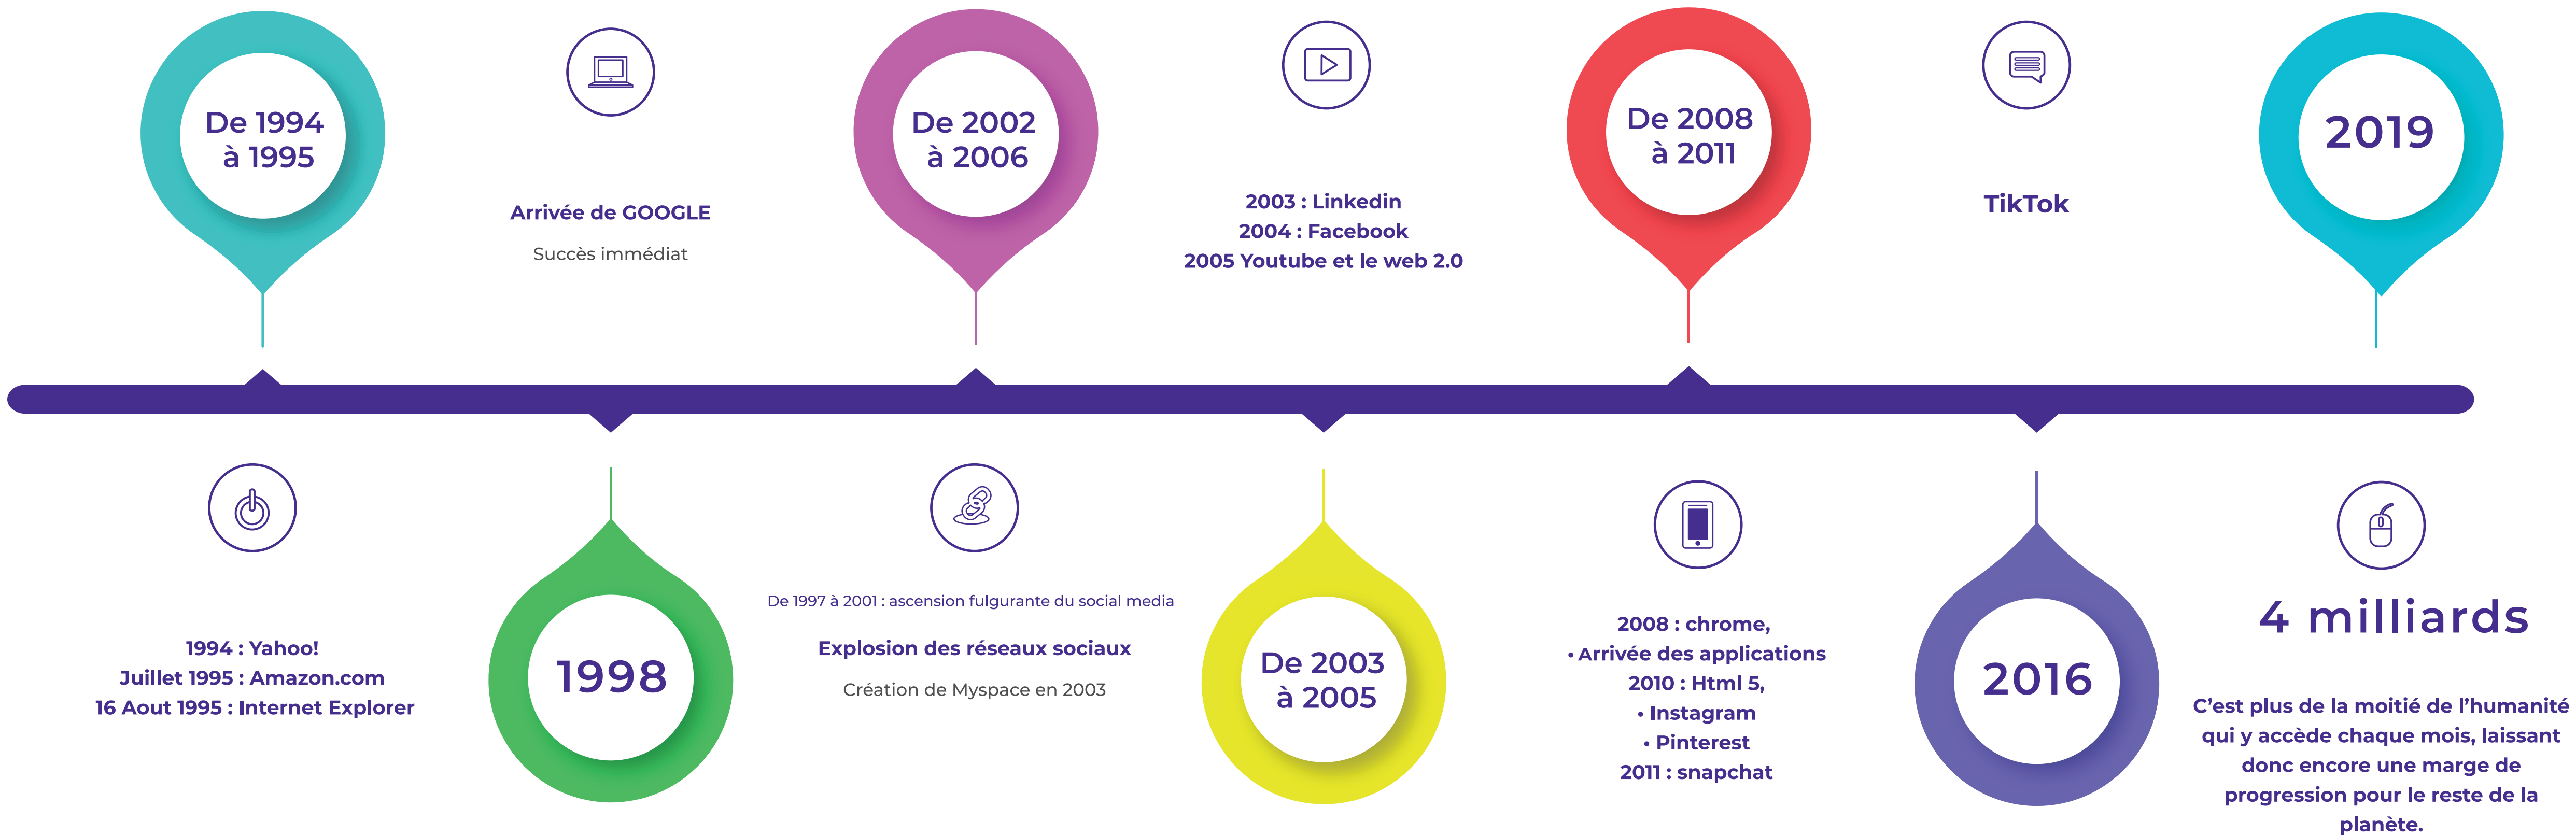 De 1994
à 1995
1994 : Yahoo!
Juillet 1995 : Amazon.com
16 Aout 1995 : Internet Explorer
Arrivée de GOOGLE
Succès immédiat
1998
De 2002
à 2006
De 1997 à 2001 : ascension fulgurante du social media
Explosion des réseaux sociaux
Création de Myspace en 2003
2003 : Linkedin
2004 : Facebook
2005 Youtube et le web 2.0
De 2003
à 2005
De 2008
à 2011
2008 : chrome,
• Arrivée des applications
2010 : Html 5,
• Instagram
• Pinterest
2011 : snapchat
TikTok
2016
2019
4 milliards
C’est plus de la moitié de l’humanité
qui y accède chaque mois, laissant
donc encore une marge de
progression pour le reste de la
planète.